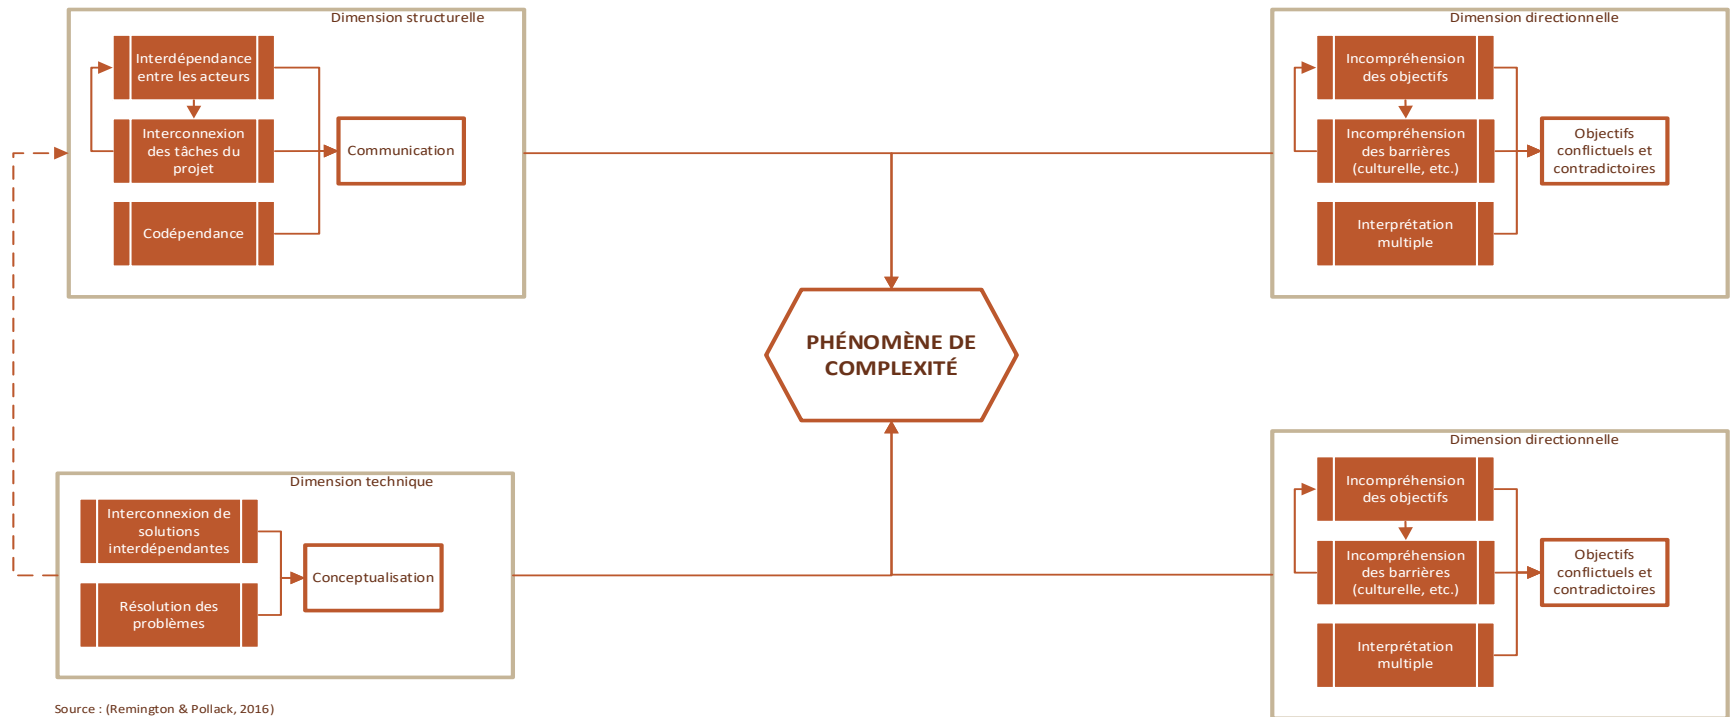 Dimension structurelle
Interdépendance
entre les acteurs
Interconnexion
des tâches du
projet
Codépendance
Communication
Dimension directionnelle
Incompréhension
des objectifs
Incompréhension
des barrières
(culturelle, etc.)
Interprétation
multiple
Objectifs
conflictuels et
contradictoires
PHÉNOMÈNE DE
COMPLEXITÉ
Dimension technique
Interconnexion de
solutions
interdépendantes
Résolution des
problèmes
Conceptualisation
Dimension directionnelle
Incompréhension
des objectifs
Incompréhension
des barrières
(culturelle, etc.)
Interprétation
multiple
Objectifs
conflictuels et
contradictoires
Source : (Remington & Pollack, 2016)